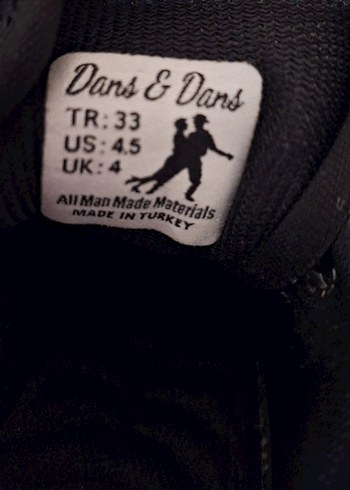 Dans & Dans
TR: 33
US: 4.5
UK: 4
All Man Made Materials
MADE IN TURKEY